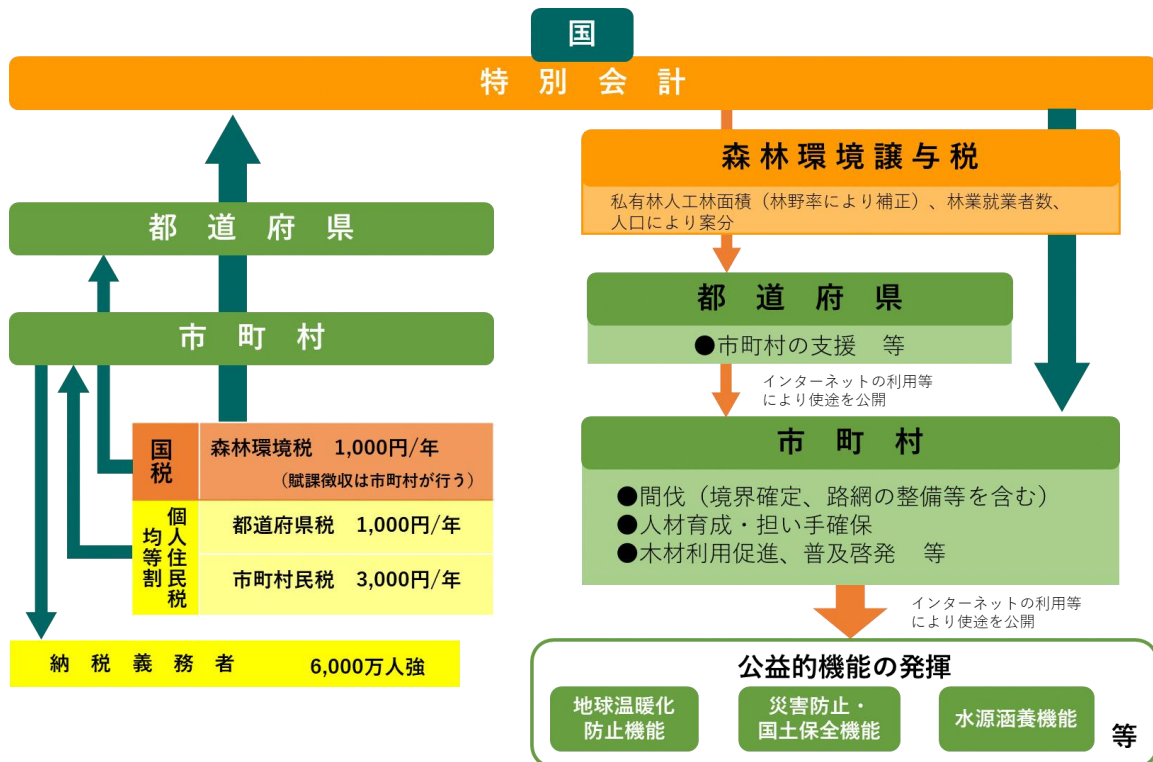 国
特別会計
都道府県
市町村
国税
森林環境税 1,000円/年
(賦課徴収は市町村が行う)
個人住民税
均等割
都道府県税 1,000円/年
市町村民税 3,000円/年
納税義務者 6,000万人強
森林環境譲与税
私有林人工林面積（林野率により補正）、林業就業者数、
人口により案分
都道府県
●市町村の支援 等
インターネットの利用等
により使途を公開
市町村
●間伐（境界確定、路網の整備等を含む）
●人材育成・担い手確保
●木材利用促進、普及啓発 等
インターネットの利用等
により使途を公開
公益的機能の発揮
地球温暖化
防止機能
災害防止・
国土保全機能
水源涵養機能
等